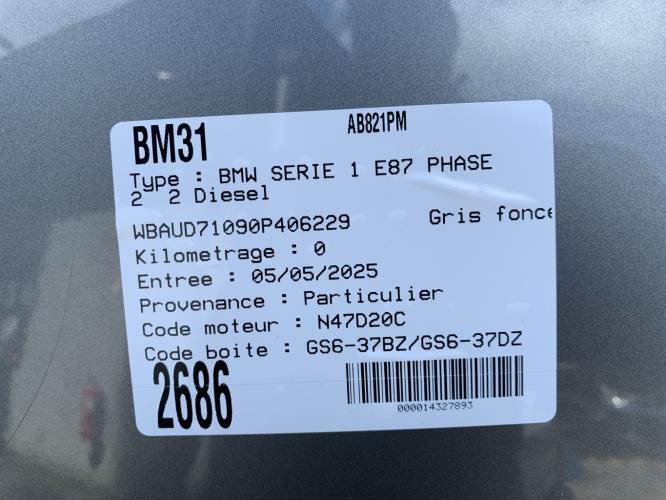 AB821PM
BM31
Type : BMW SERIE 1 E87 PHASE
2 2 Diesel
WBAUD71090P406229 Gris fonce
Kilometrage : 0
Entree : 05/05/2025
Provenance : Particulier
Code moteur : N47D20C
Code boite : GS6-37BZ/GS6-37DZ
2686
000014327893